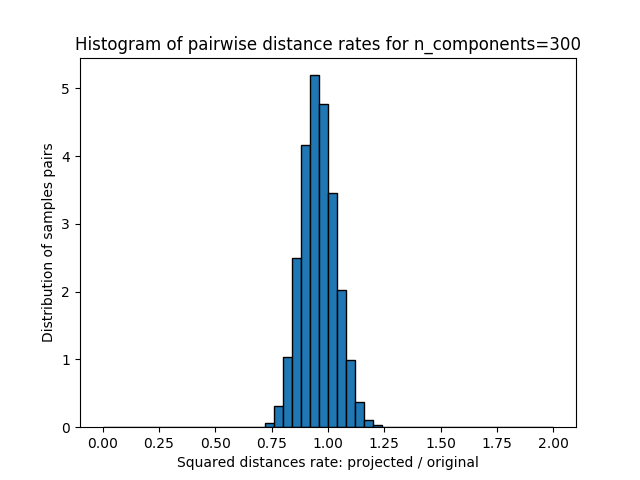 Histogram of pairwise distance rates for n_components=300
Distribution of samples pairs
5
4
3
2
1
0
0.00 0.25 0.50 0.75 1.00 1.25 1.50 1.75 2.00
Squared distances rate: projected / original